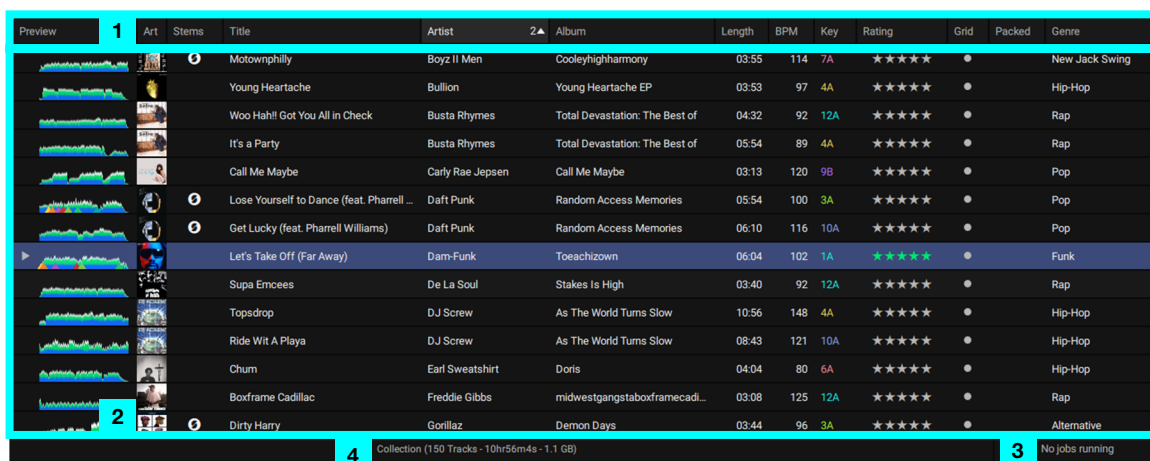 Preview 1 Art Stems Title Artist 2▲ Album Length BPM Key Rating Grid Packed Genre
Motownphilly Boyz II Men Cooleyhighharmony 03:55 114 7A ★★★★★ New Jack Swing
Young Heartache Bullion Young Heartache EP 03:53 97 4A ★★★★★ Hip-Hop
Woo Hah!! Got You All in Check Busta Rhymes Total Devastation: The Best of 04:32 92 12A ★★★★★ Rap
It's a Party Busta Rhymes Total Devastation: The Best of 05:54 89 4A ★★★★★ Rap
Call Me Maybe Carly Rae Jepsen Call Me Maybe 03:13 120 9B ★★★★★ Pop
Lose Yourself to Dance (feat. Pharrell ... Daft Punk Random Access Memories 05:54 100 3A ★★★★★ Pop
Get Lucky (feat. Pharrell Williams) Daft Punk Random Access Memories 06:10 116 10A ★★★★★ Pop
Let's Take Off (Far Away) Dam-Funk Toeachizown 06:04 102 1A ★★★★★ Funk
Supa Emcees De La Soul Stakes Is High 03:40 92 12A ★★★★★ Rap
Topsdrop DJ Screw As The World Turns Slow 10:56 148 4A ★★★★★ Hip-Hop
Ride Wit A Playa DJ Screw As The World Turns Slow 08:43 121 10A ★★★★★ Hip-Hop
Chum Earl Sweatshirt Doris 04:04 80 6A ★★★★★ Hip-Hop
Boxframe Cadillac Freddie Gibbs midwestgangstaboxframecadi... 03:08 125 12A ★★★★★ Rap
2 Dirty Harry Gorillaz Demon Days 03:44 96 3A ★★★★★ Alternative
4 Collection (150 Tracks - 10hr56m4s - 1.1 GB) 3 No jobs running